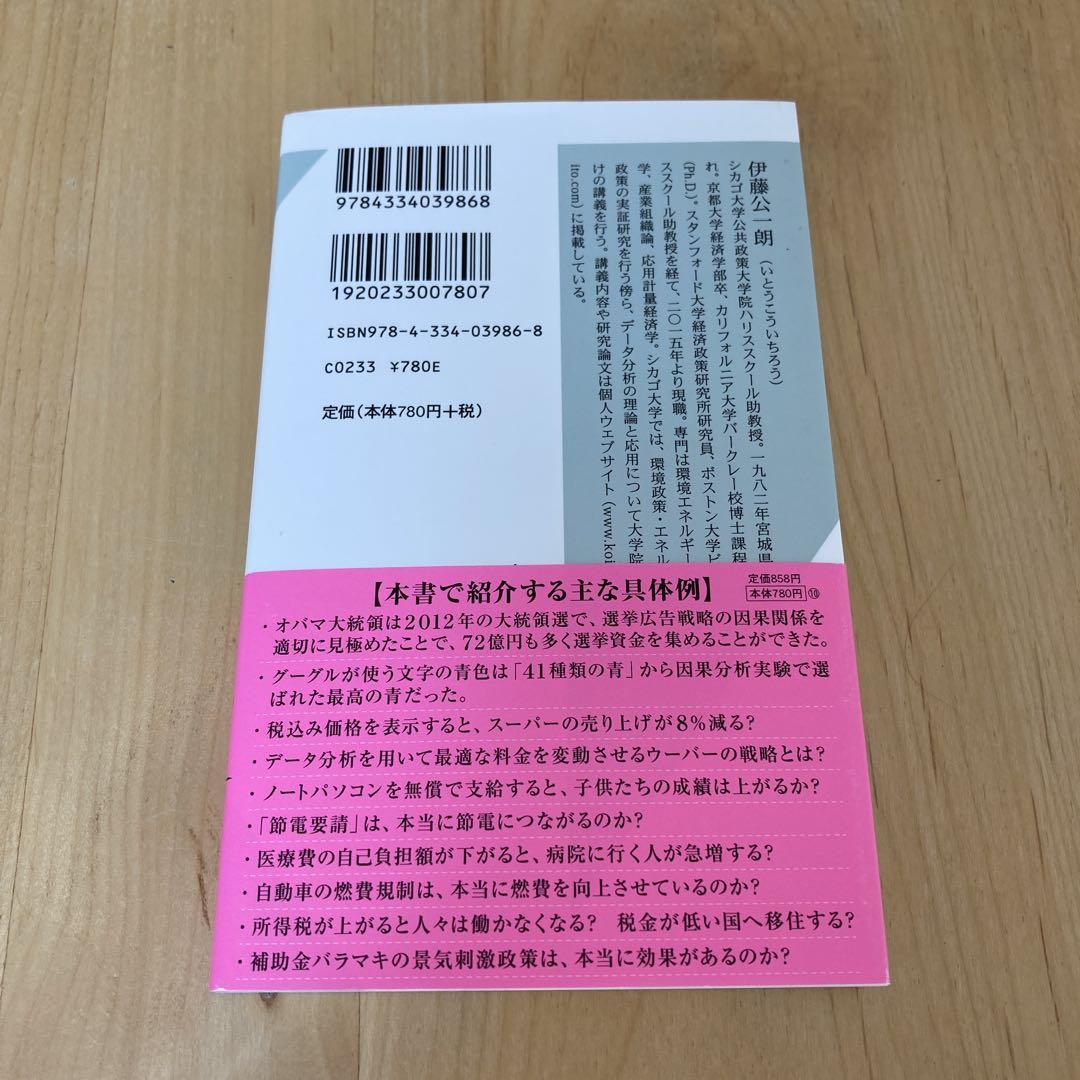 9784334039868
1920233007807
ISBN978-4-334-03986-8
C0233 ¥780E
定価(本体780円+税)
伊藤公一朗(いとうこういちろう)
シカゴ大学公共政策大学院ハリススクール助教授。一九八二年宮城県
れ。京都大学経済学部卒、カリフォルニア大学バークレー校博士課程
(Ph.D.)。スタンフォード大学経済政策研究所研究員、ボストン大学ビ
ススクール助教授を経て、二〇一五年より現職。専門は環境エネルギー
学、産業組織論、応用計量経済学。シカゴ大学では、環境政策・エネル
政策の実証研究を行う傍ら、データ分析の理論と応用について大学院
けの講義を行う。講義内容や研究論文は個人ウェブサイト(www.koi
ito.com)に掲載している。
【本書で紹介する主な具体例】
定価858円
本体780円 ⑩
・オバマ大統領は2012年の大統領選で、選挙広告戦略の因果関係を
適切に見極めたことで、72億円も多く選挙資金を集めることができた。
・グーグルが使う文字の青色は「41種類の青」から因果分析実験で選
ばれた最高の青だった。
・税込み価格を表示すると、スーパーの売り上げが8%減る?
・データ分析を用いて最適な料金を変動させるウーバーの戦略とは?
・ノートパソコンを無償で支給すると、子供たちの成績は上がるか?
・「節電要請」は、本当に節電につながるのか?
・医療費の自己負担額が下がると、病院に行く人が急増する?
・自動車の燃費規制は、本当に燃費を向上させているのか?
・所得税が上がると人々は働かなくなる? 税金が低い国へ移住する?
・補助金バラマキの景気刺激政策は、本当に効果があるのか?